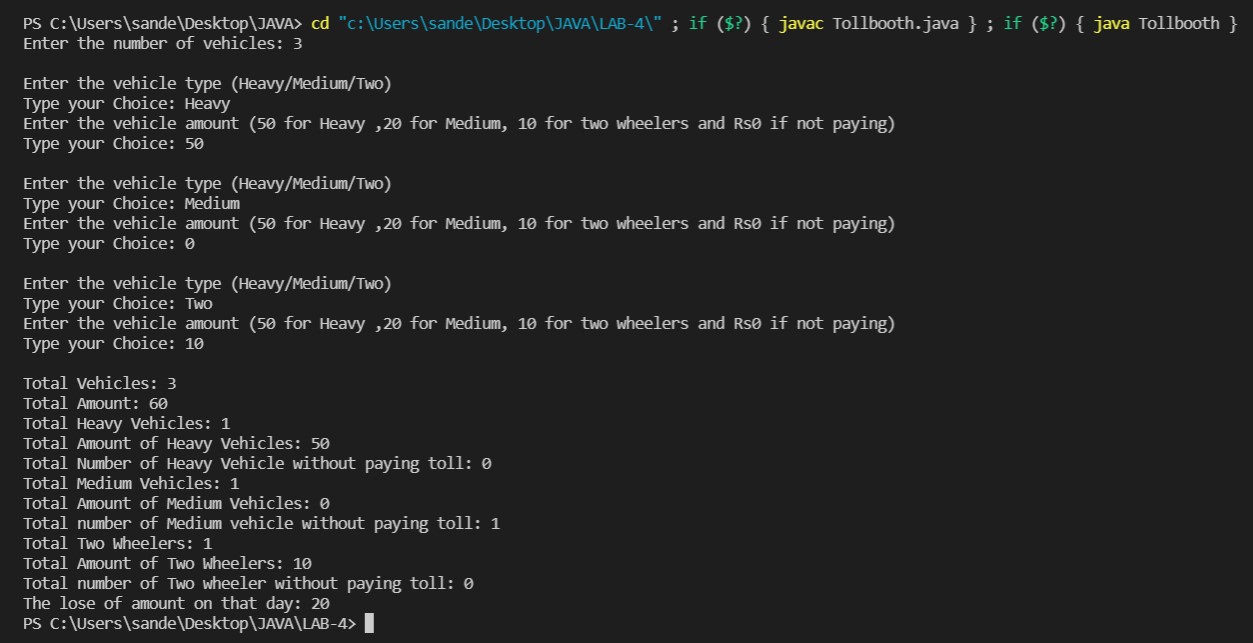 PS C:\Users\sande\Desktop\JAVA> cd "c:\Users\sande\Desktop\JAVA\LAB-4\" ; if ($?) { javac Tollbooth.java } ; if ($?) { java Tollbooth }
Enter the number of vehicles: 3
Enter the vehicle type (Heavy/Medium/Two)
Type your Choice: Heavy
Enter the vehicle amount (50 for Heavy ,20 for Medium, 10 for two wheelers and Rs0 if not paying)
Type your Choice: 50
Enter the vehicle type (Heavy/Medium/Two)
Type your Choice: Medium
Enter the vehicle amount (50 for Heavy ,20 for Medium, 10 for two wheelers and Rs0 if not paying)
Type your Choice: 0
Enter the vehicle type (Heavy/Medium/Two)
Type your Choice: Two
Enter the vehicle amount (50 for Heavy ,20 for Medium, 10 for two wheelers and Rs0 if not paying)
Type your Choice: 10
Total Vehicles: 3
Total Amount: 60
Total Heavy Vehicles: 1
Total Amount of Heavy Vehicles: 50
Total Number of Heavy Vehicle without paying toll: 0
Total Medium Vehicles: 1
Total Amount of Medium Vehicles: 0
Total number of Medium vehicle without paying toll: 1
Total Two Wheelers: 1
Total Amount of Two Wheelers: 10
Total number of Two wheeler without paying toll: 0
The lose of amount on that day: 20
PS C:\Users\sande\Desktop\JAVA\LAB-4>